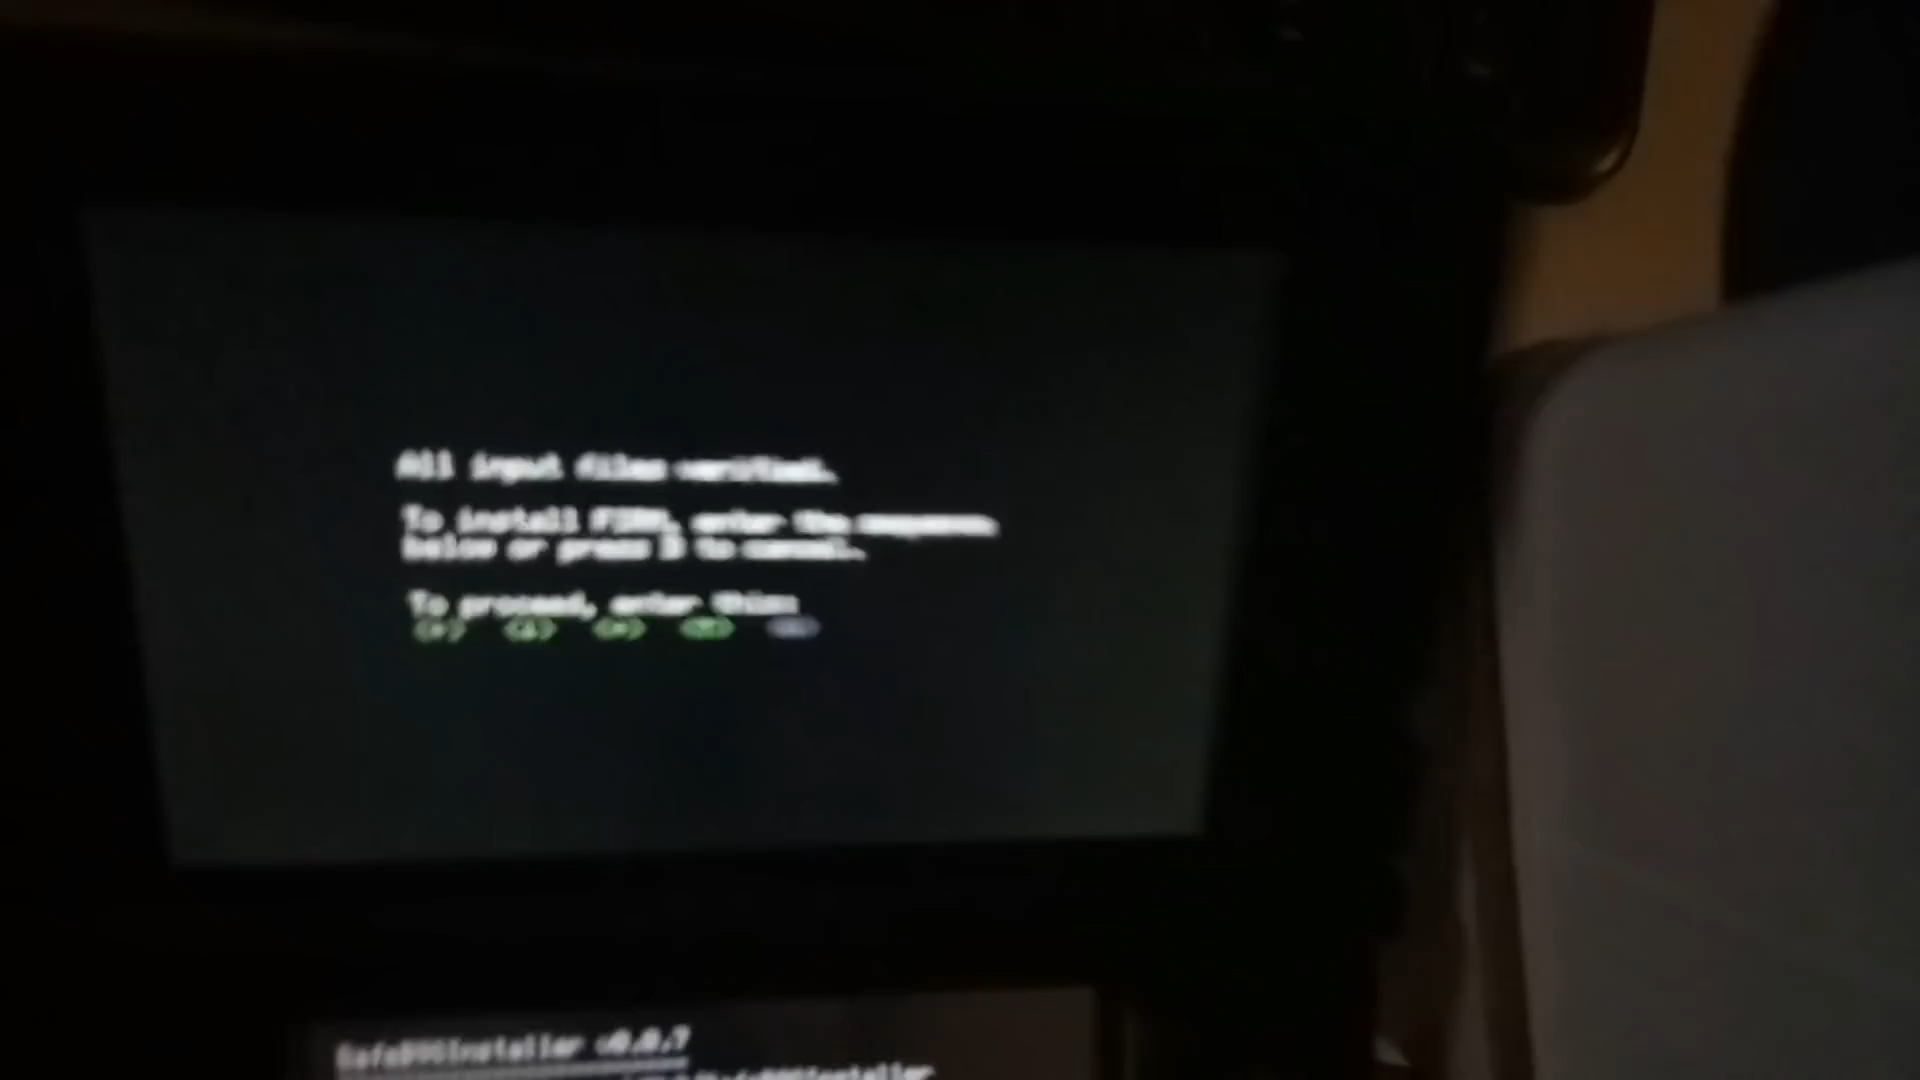 All input files verified.
To install FIRM, enter the sequence
below or press B to cancel.
To proceed, enter this:
SafeB9SInstaller v0.0.7